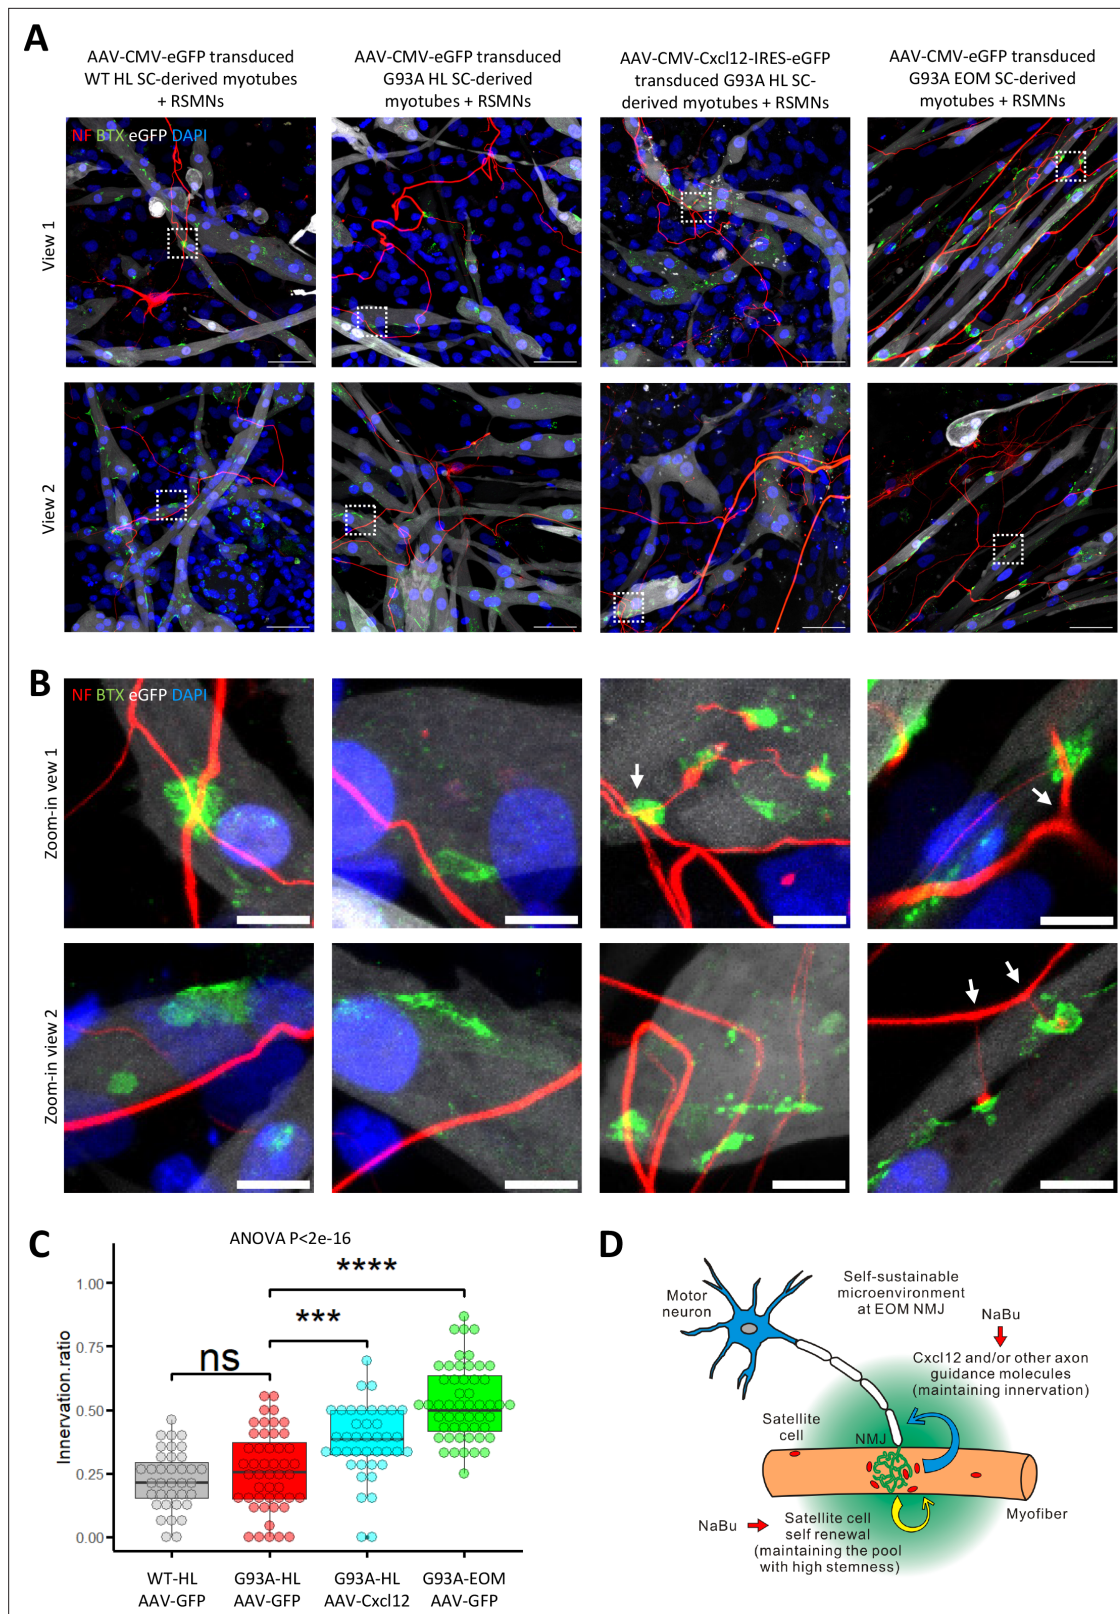 A
AAV-CMV-eGFP transduced
WT HL SC-derived myotubes
+ RSMNs
AAV-CMV-eGFP transduced
G93A HL SC-derived
myotubes + RSMNs
AAV-CMV-Cxcl12-IRES-eGFP
transduced G93A HL SC-
derived myotubes + RSMNs
AAV-CMV-eGFP transduced
G93A EOM SC-derived
myotubes + RSMNs
NF BTX eGFP DAPI
View 1
View 2
B
NF BTX eGFP DAPI
Zoom-in vew 1
Zoom-in view 2
C
ANOVA P<2e-16
****
***
ns
Innervation.ratio
1.00
0.75
0.50
0.25
0.00
WT-HL
AAV-GFP
G93A-HL
AAV-GFP
G93A-HL
AAV-Cxcl12
G93A-EOM
AAV-GFP
D
Motor
neuron
Self-sustainable
microenvironment
at EOM NMJ
NaBu
Cxcl12 and/or other axon
guidance molecules
(maintaining innervation)
Satellite
cell
NMJ
Myofiber
NaBu
Satellite cell
self renewal
(maintaining the pool
with high stemness)